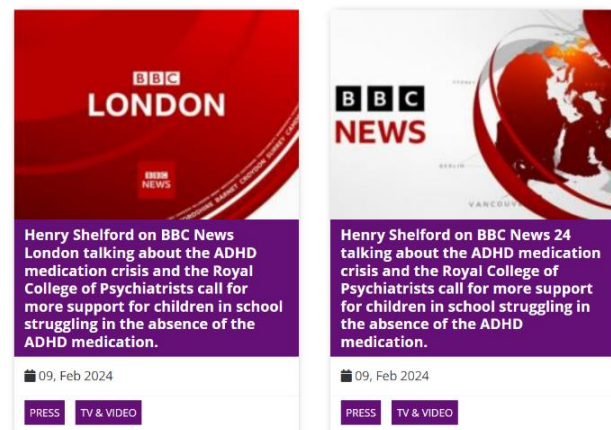 BBC
LONDON
BBC
NEWS
BARNET CROYDON SURREY
Henry Shelford on BBC News
London talking about the ADHD
medication crisis and the Royal
College of Psychiatrists call for
more support for children in school
struggling in the absence of the
ADHD medication.
09, Feb 2024
PRESS TV & VIDEO
BBC
NEWS
BERLIN
Henry Shelford on BBC News 24
talking about the ADHD medication
crisis and the Royal College of
Psychiatrists call for more support
for children in school struggling in
the absence of the ADHD
medication.
09, Feb 2024
PRESS TV & VIDEO